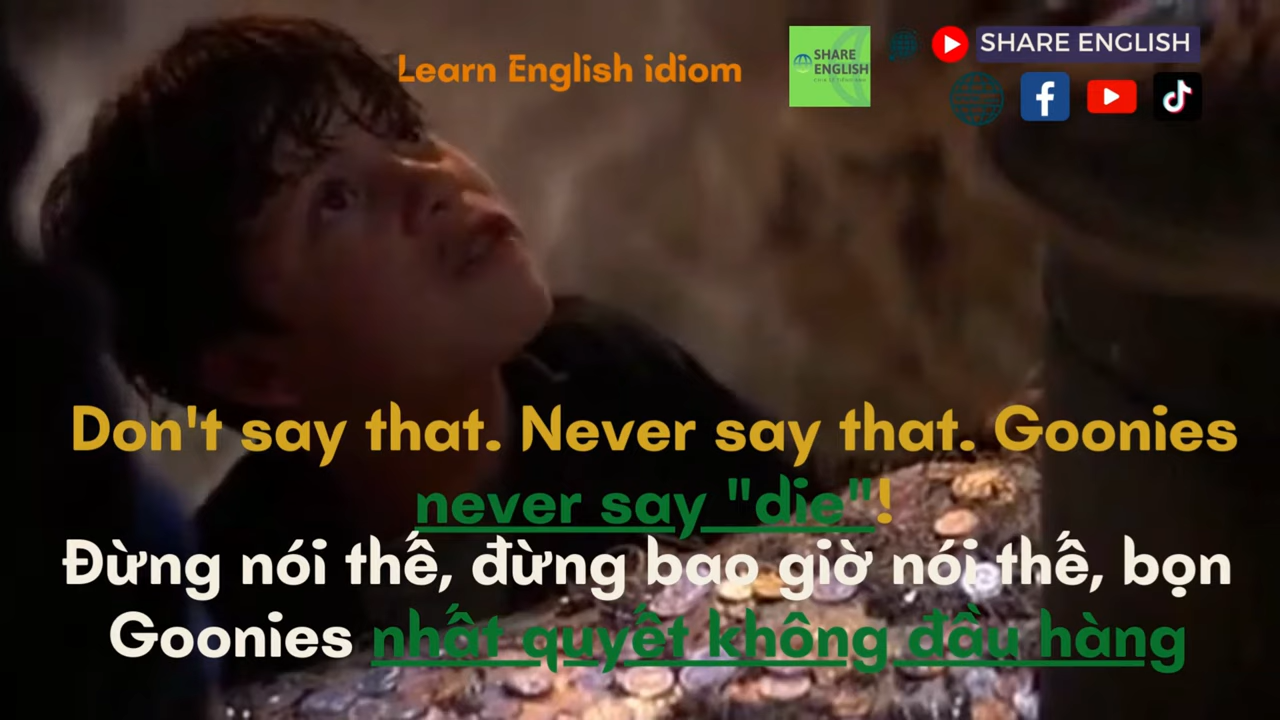 Learn English idiom
SHARE
ENGLISH
SHARE ENGLISH
Don't say that. Never say that. Goonies
never say "die"!
Đừng nói thế, đừng bao giờ nói thế, bọn
Goonies nhất quyết không đầu hàng